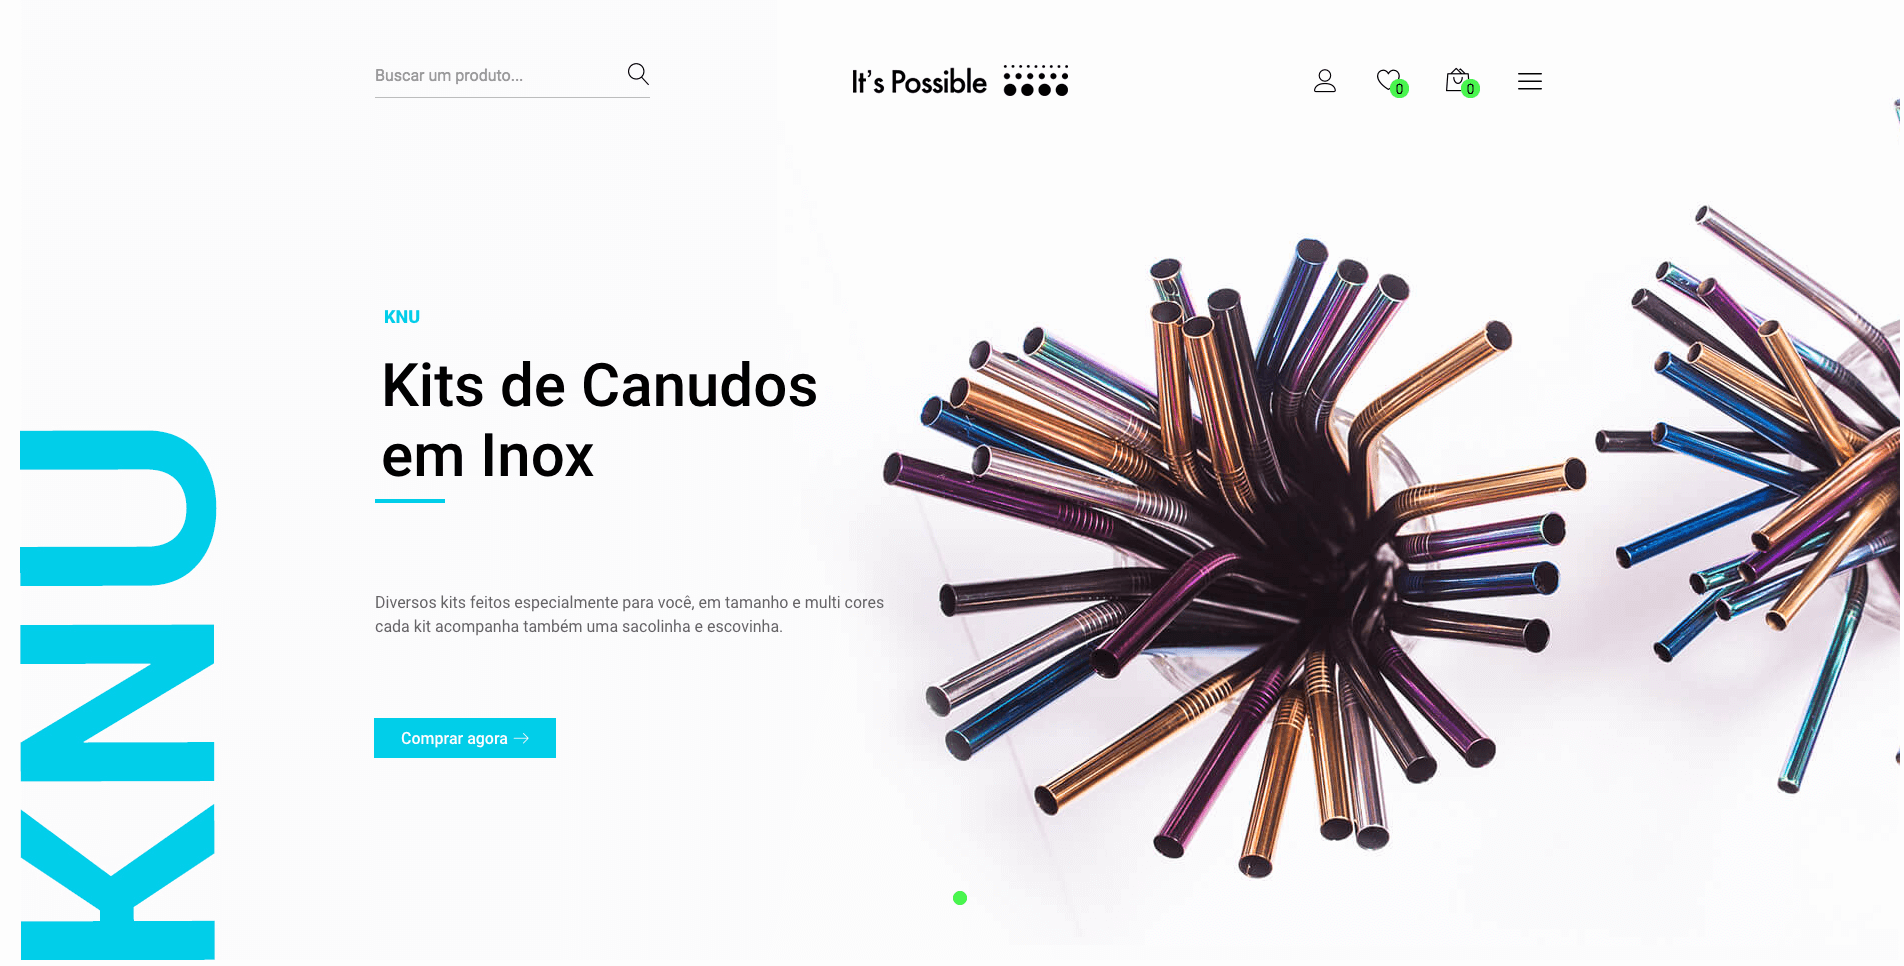 Buscar um produto...
It's Possible
0
0
KNU
Kits de Canudos
em Inox
Diversos kits feitos especialmente para você, em tamanho e multi cores
cada kit acompanha também uma sacolinha e escovinha.
Comprar agora
KNU